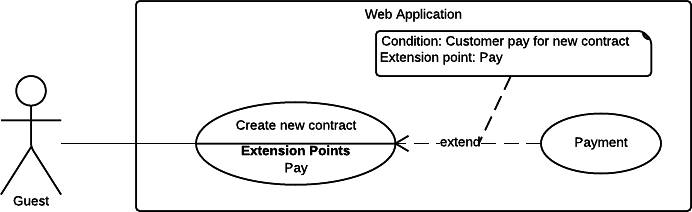 Web Application
Condition: Customer pay for new contract
Extension point: Pay
Create new contract
Extension Points
Pay
extend
Payment
Guest